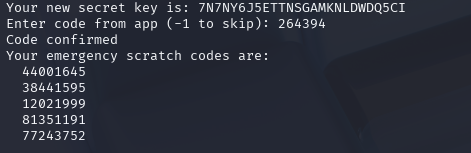 Your new secret key is: 7N7NY6J5ETTNSGAMKNLDWDQ5CI
Enter code from app (-1 to skip): 264394
Code confirmed
Your emergency scratch codes are:
44001645
38441595
12021999
81351191
77243752